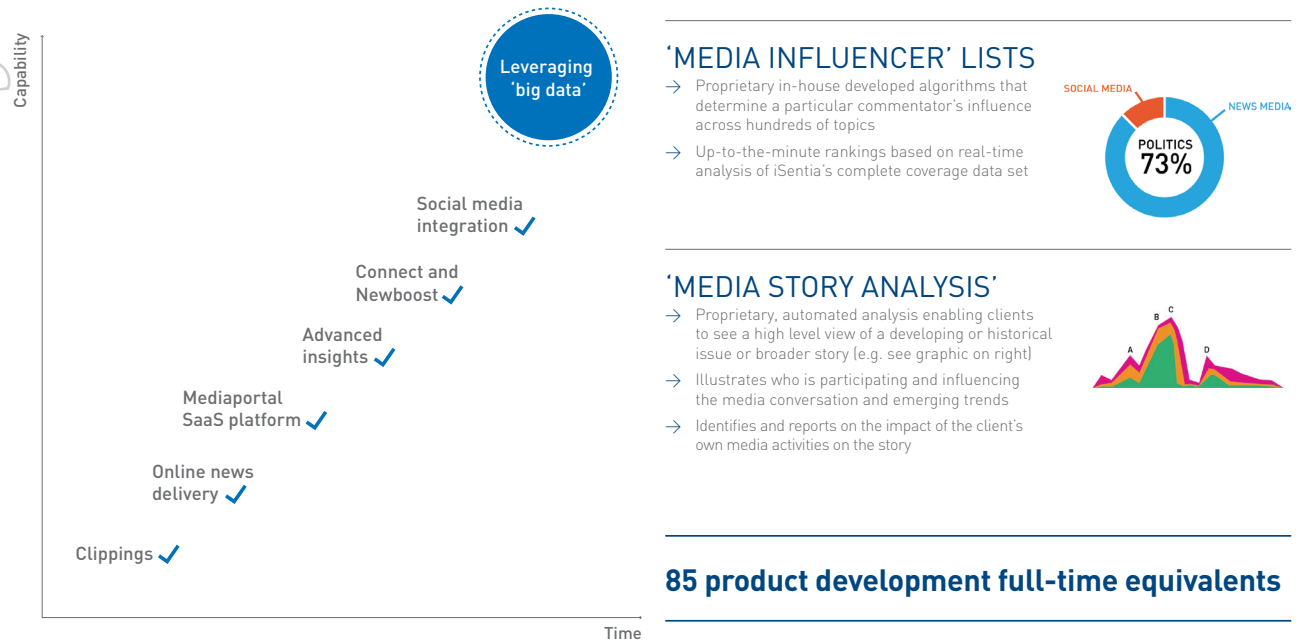 Capability
Leveraging
‘big data’
Social media
integration
Connect and
Newboost
Advanced
insights
Mediaportal
SaaS platform
Online news
delivery
Clippings
Time
‘MEDIA INFLUENCER’ LISTS
Proprietary in-house developed algorithms that
determine a particular commentator’s influence
across hundreds of topics
Up-to-the-minute rankings based on real-time
analysis of iSentia’s complete coverage data set
SOCIAL MEDIA
NEWS MEDIA
POLITICS
73%
‘MEDIA STORY ANALYSIS’
Proprietary, automated analysis enabling clients
to see a high level view of a developing or historical
issue or broader story (e.g. see graphic on right)
Illustrates who is participating and influencing
the media conversation and emerging trends
Identifies and reports on the impact of the client’s
own media activities on the story
A
B
C
D
85 product development full-time equivalents